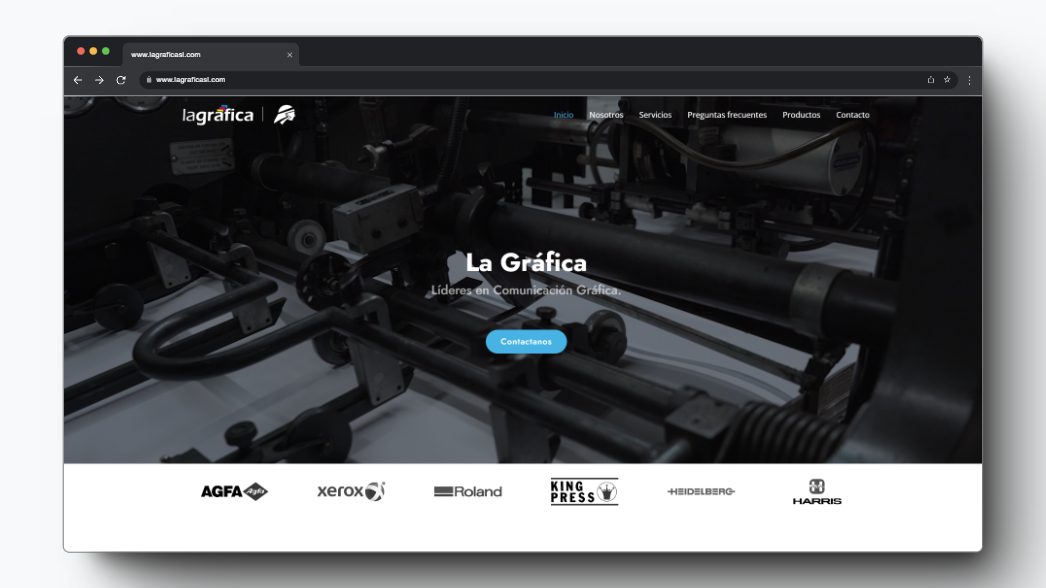 www.lagraficasl.com
www.lagraficasl.com
lagráfica
Inicio Nosotros Servicios Preguntas frecuentes Productos Contacto
La Gráfica
Líderes en Comunicación Gráfica.
Contactanos
AGFA Agfa xerox Roland KING PRESS HEIDELBERG HARRIS